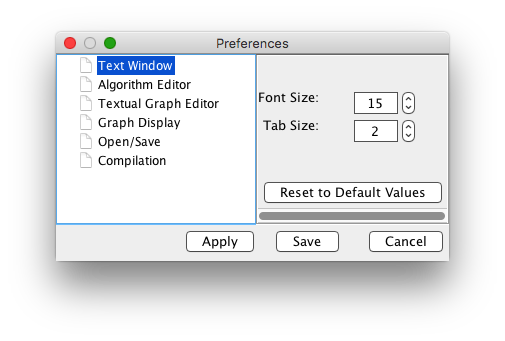 Preferences
Text Window
Algorithm Editor
Textual Graph Editor
Graph Display
Open/Save
Compilation
Font Size: 15
Tab Size: 2
Reset to Default Values
Apply Save Cancel